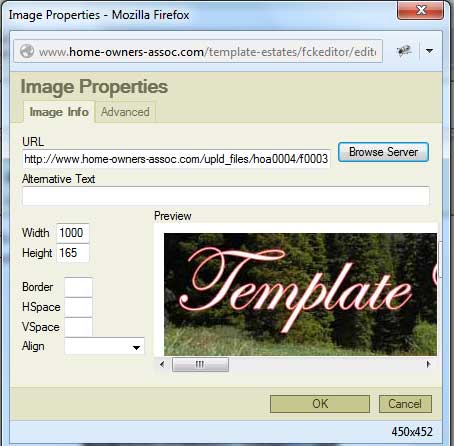 Image Properties - Mozilla Firefox
www.home-owners-assoc.com/template-estates/fckeditor/edit
Image Properties
Image Info Advanced
URL
http://www.home-owners-assoc.com/upld_files/hoa0004/f0003
Browse Server
Alternative Text
Preview
Width 1000
Height 165
Template
Border
HSpace
VSpace
Align
OK Cancel
450x452